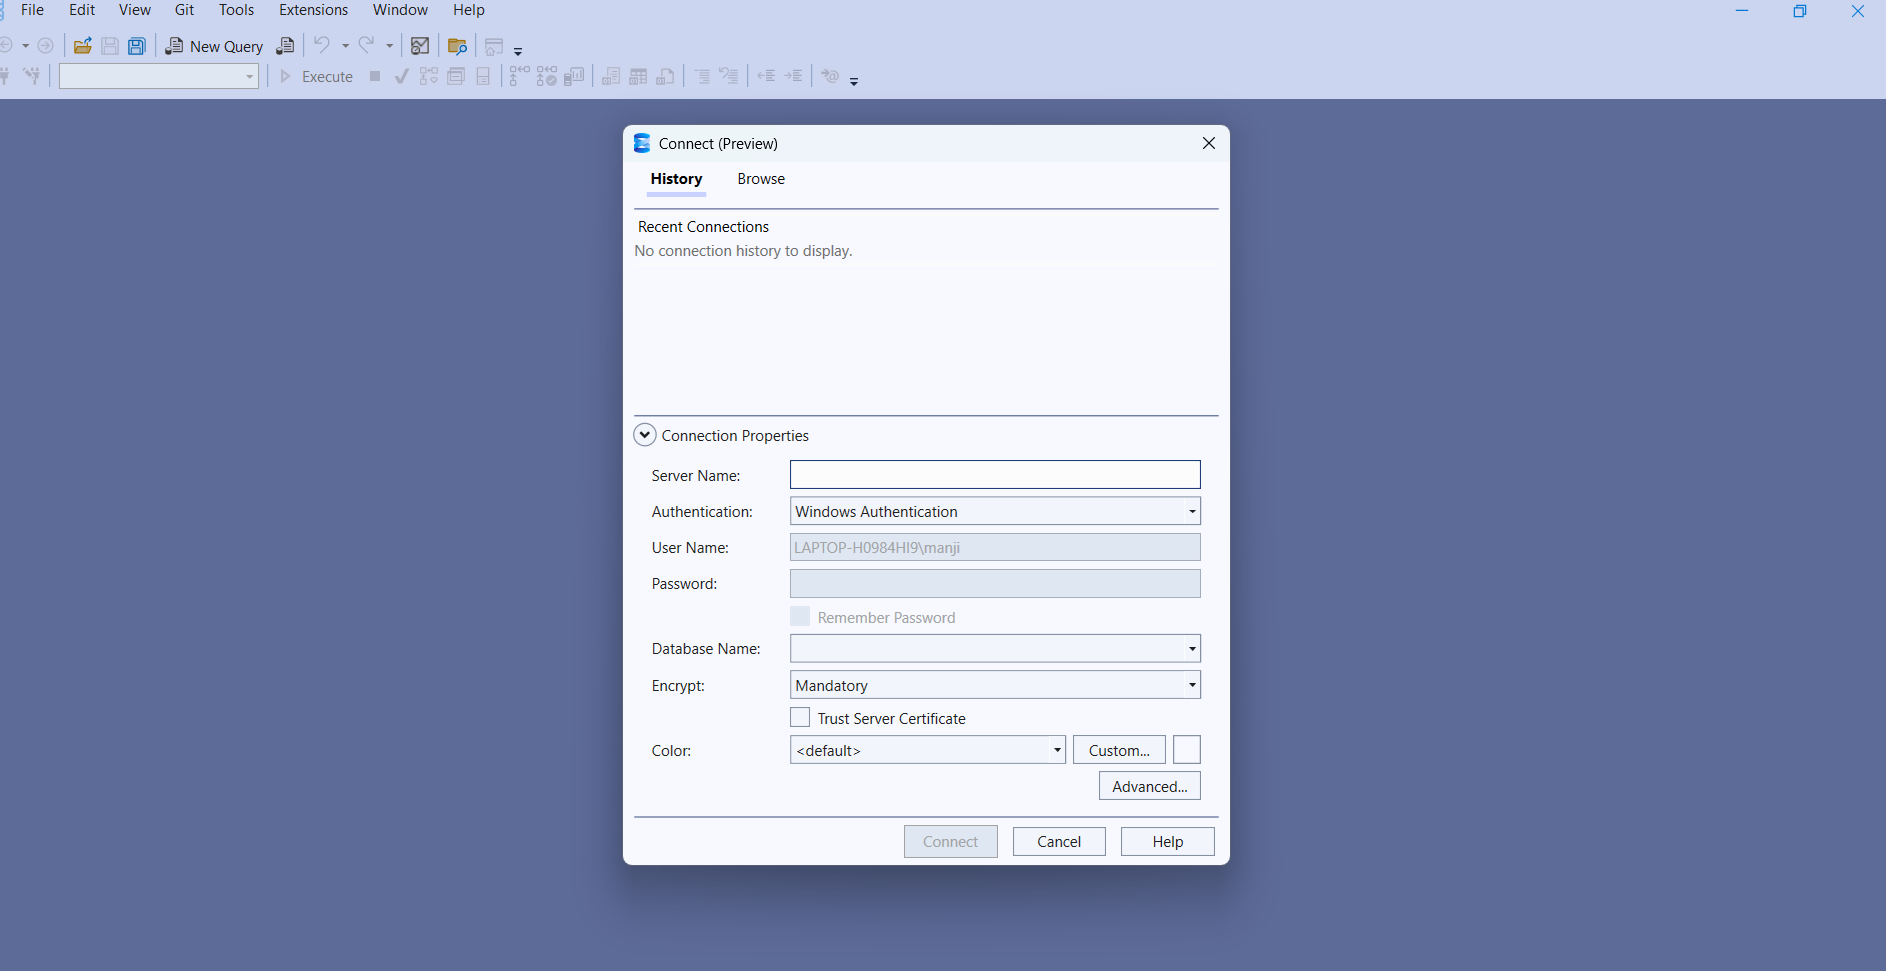 File Edit View Git Tools Extensions Window Help
New Query
Execute
Connect (Preview)
History Browse
Recent Connections
No connection history to display.
Connection Properties
Server Name:
Authentication: Windows Authentication
User Name: LAPTOP-H0984HI9\manji
Password:
Remember Password
Database Name:
Encrypt: Mandatory
Trust Server Certificate
Color: <default> Custom...
Advanced...
Connect Cancel Help